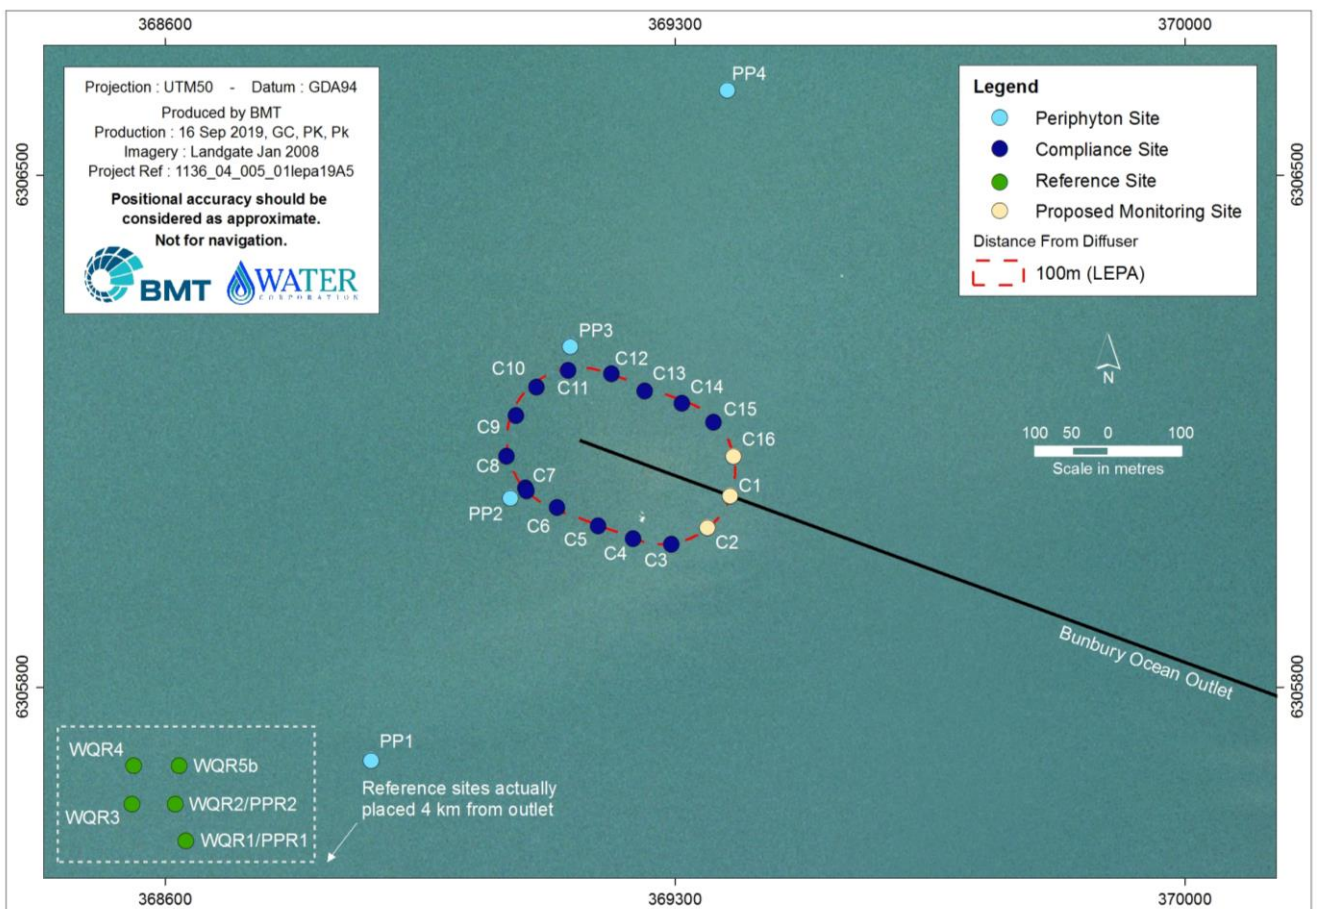 368600
369300
370000
Projection : UTM50 - Datum : GDA94
Produced by BMT
Production : 16 Sep 2019, GC, PK, Pk
Imagery : Landgate Jan 2008
Project Ref : 1136_04_005_01lepa19A5
Positional accuracy should be
considered as approximate.
Not for navigation.
BMT
WATER
CORPORATION
PP4
Legend
Periphyton Site
Compliance Site
Reference Site
Proposed Monitoring Site
Distance From Diffuser
100m (LEPA)
6306500
6306500
PP3
C10
C11
C12
C13
C14
C15
C16
C9
C8
C7
C1
PP2
C6
C5
C4
C3
C2
N
100 50 0 100
Scale in metres
Bunbury Ocean Outlet
6305800
6305800
WQR4
WQR5b
WQR3
WQR2/PPR2
WQR1/PPR1
PP1
Reference sites actually
placed 4 km from outlet
368600
369300
370000